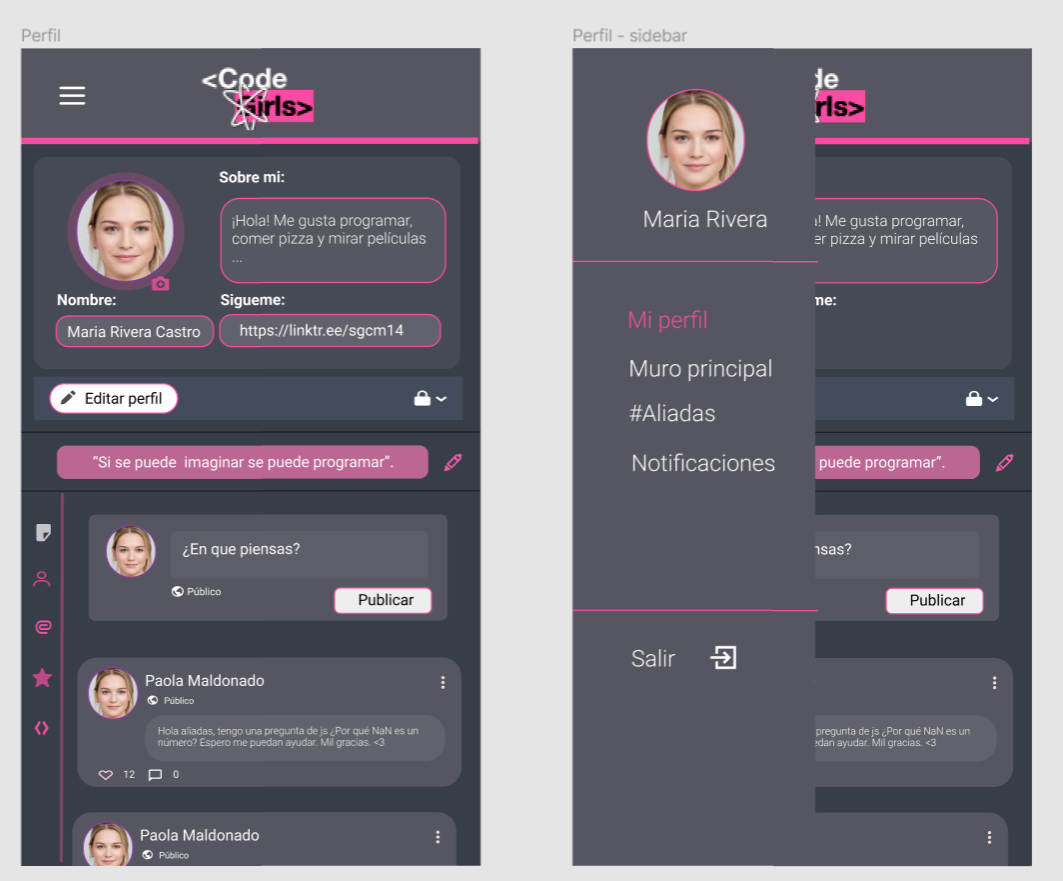 Perfil
<Code
Girls>
Sobre mi:
¡Hola! Me gusta programar,
comer pizza y mirar películas
...
Nombre:
Sigueme:
Maria Rivera Castro
https://linktr.ee/sgcm14
Editar perfil
“Si se puede imaginar se puede programar”.
¿En que piensas?
Público
Publicar
Paola Maldonado
Público
Hola aliadas, tengo una pregunta de js ¿Por qué NaN es un
número? Espero me puedan ayudar. Mil gracias. <3
12
0
Paola Maldonado
Público
Perfil - sidebar
de
rls>
Maria Rivera
a! Me gusta programar,
er pizza y mirar películas
me:
Mi perfil
Muro principal
#Aliadas
Notificaciones
puede programar”.
nsas?
Publicar
Salir
pregunta de js ¿Por qué NaN es un
edan ayudar. Mil gracias. <3